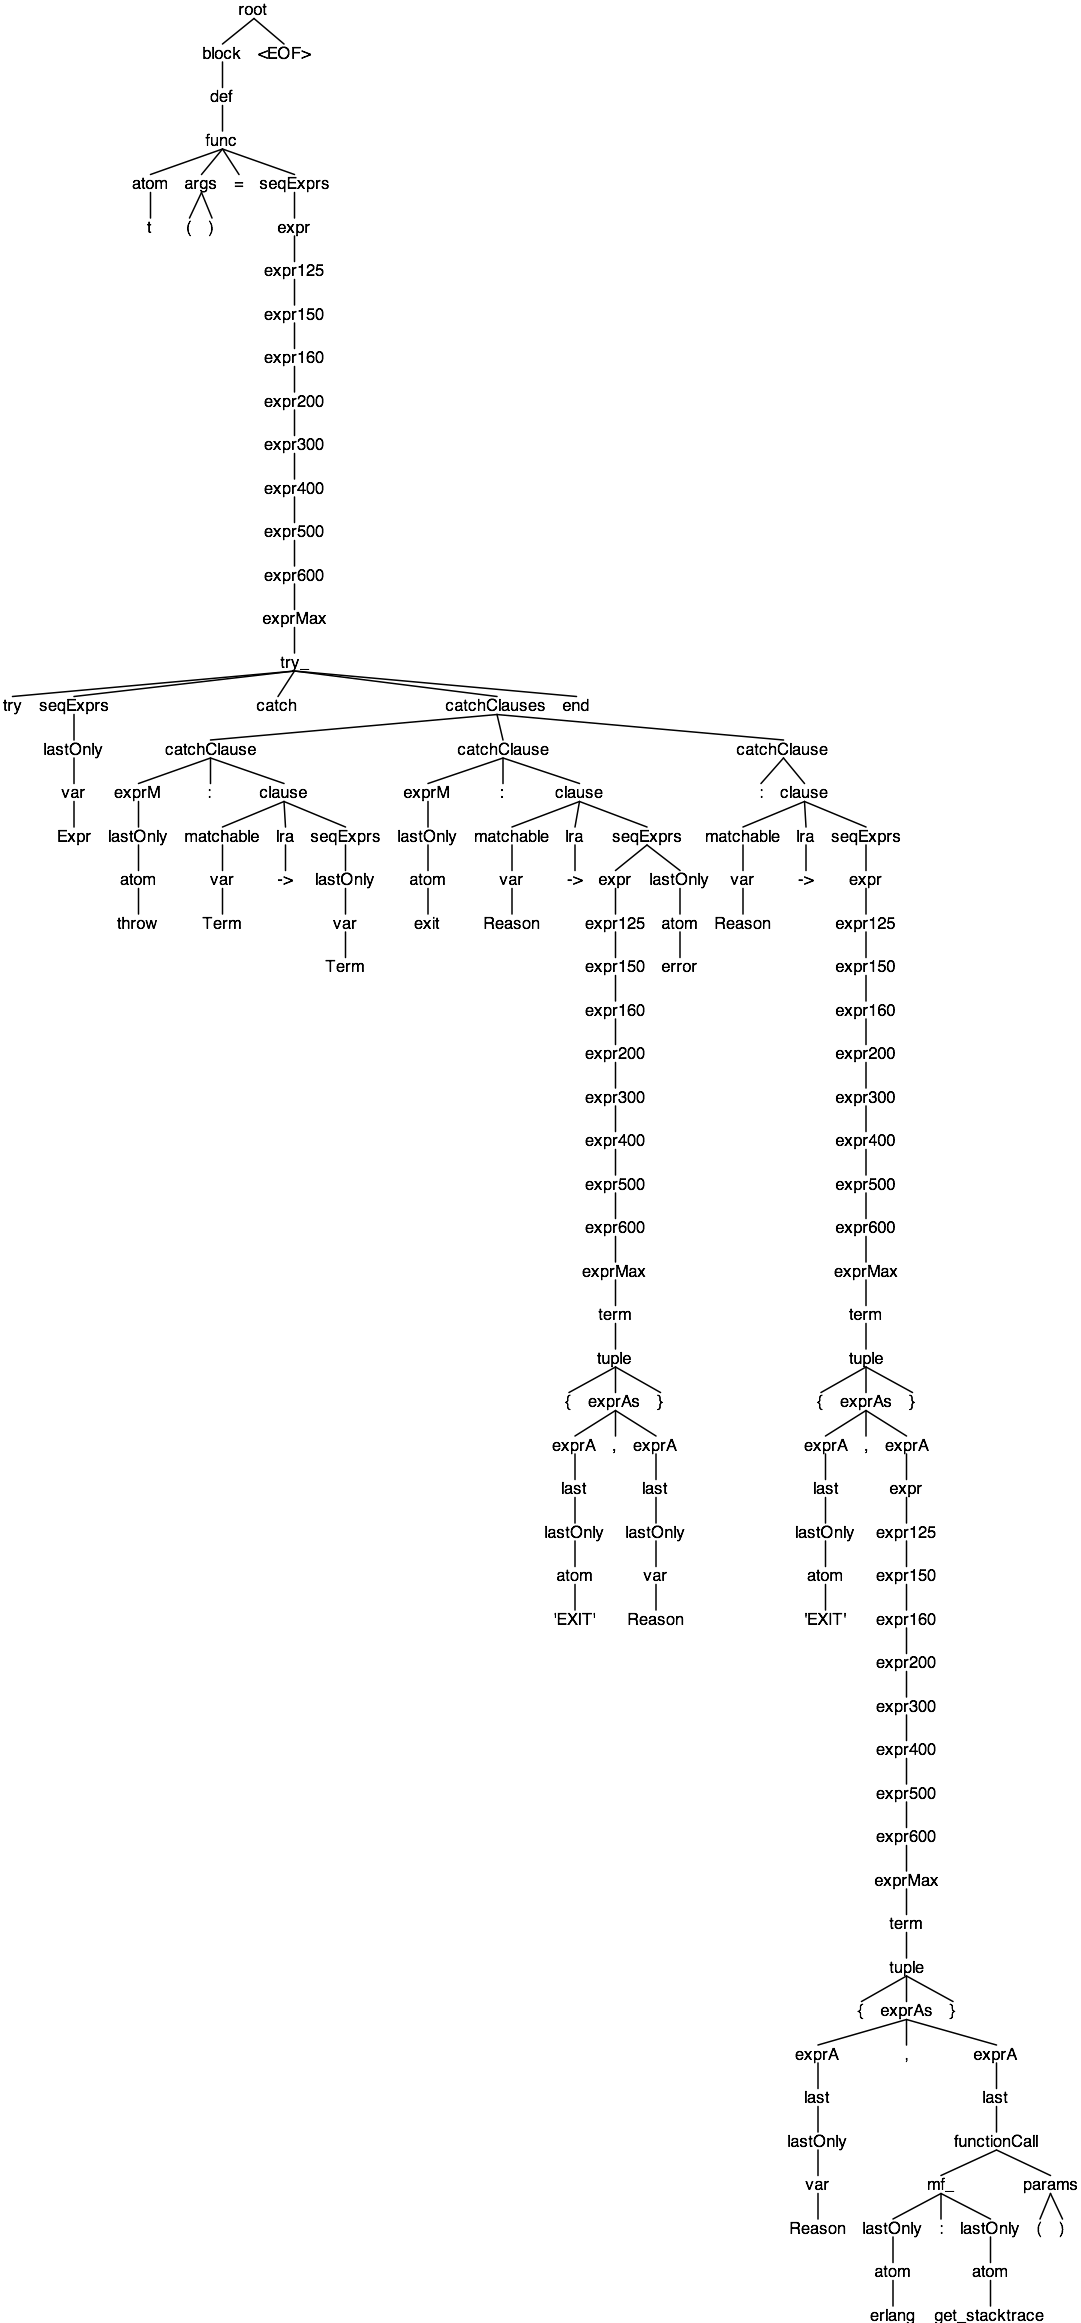 root
block <EOF>
def
func
atom args = seqExprs
t ( ) expr
expr125
expr150
expr160
expr200
expr300
expr400
expr500
expr600
exprMax
try_
try seqExprs catch catchClauses end
lastOnly catchClause catchClause catchClause
var exprM : clause exprM : clause : clause
Expr lastOnly matchable lra seqExprs lastOnly matchable lra seqExprs matchable lra seqExprs
atom var -> lastOnly atom var -> expr lastOnly var -> expr
throw Term var exit Reason expr125 atom Reason expr125
Term expr150 error expr150
expr160 expr160
expr200 expr200
expr300 expr300
expr400 expr400
expr500 expr500
expr600 expr600
exprMax exprMax
term term
tuple tuple
{ exprAs } { exprAs }
exprA , exprA exprA , exprA
last last last expr
lastOnly lastOnly lastOnly expr125
atom var atom expr150
'EXIT' Reason 'EXIT' expr160
expr200
expr300
expr400
expr500
expr600
exprMax
term
tuple
{ exprAs }
exprA , exprA
last last
lastOnly functionCall
var mf_ params
Reason lastOnly : lastOnly ( )
atom atom
erlang get_stacktrace